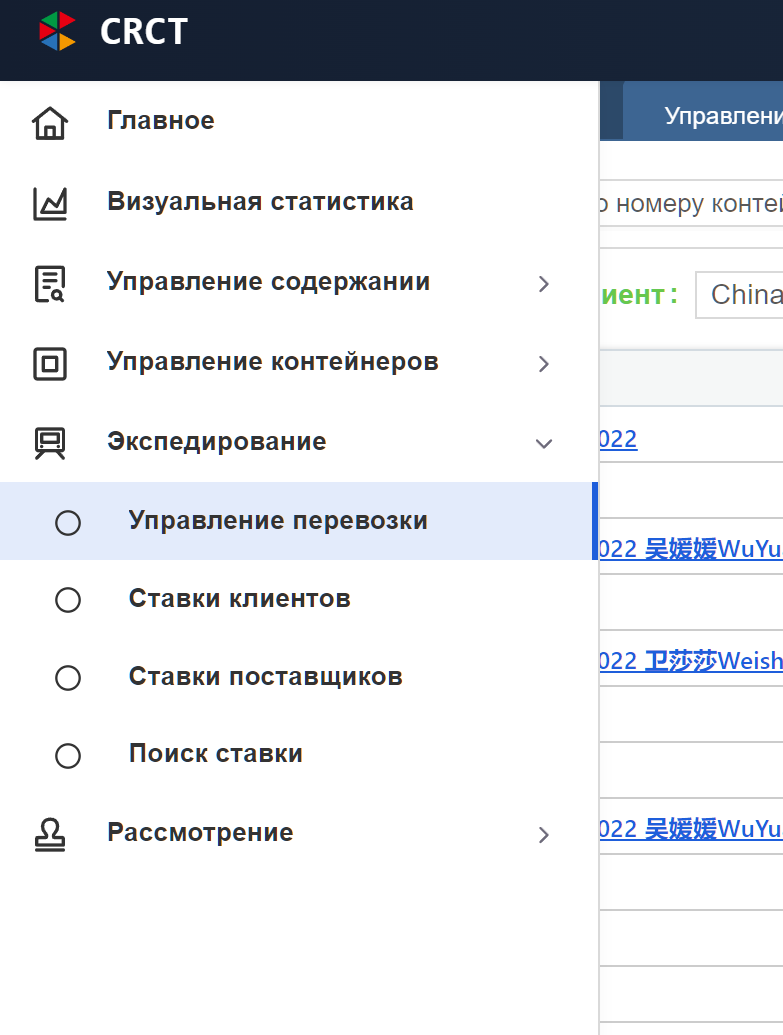 CRCT
Главное
Управлени
Визуальная статистика
о номеру контей
Управление содержании
иент: China
Управление контейнеров
Экспедирование
022
Управление перевозки
022 吴媛媛WuYu
Ставки клиентов
Ставки поставщиков
022 卫莎莎Weish
Поиск ставки
Рассмотрение
022 吴媛媛WuYu